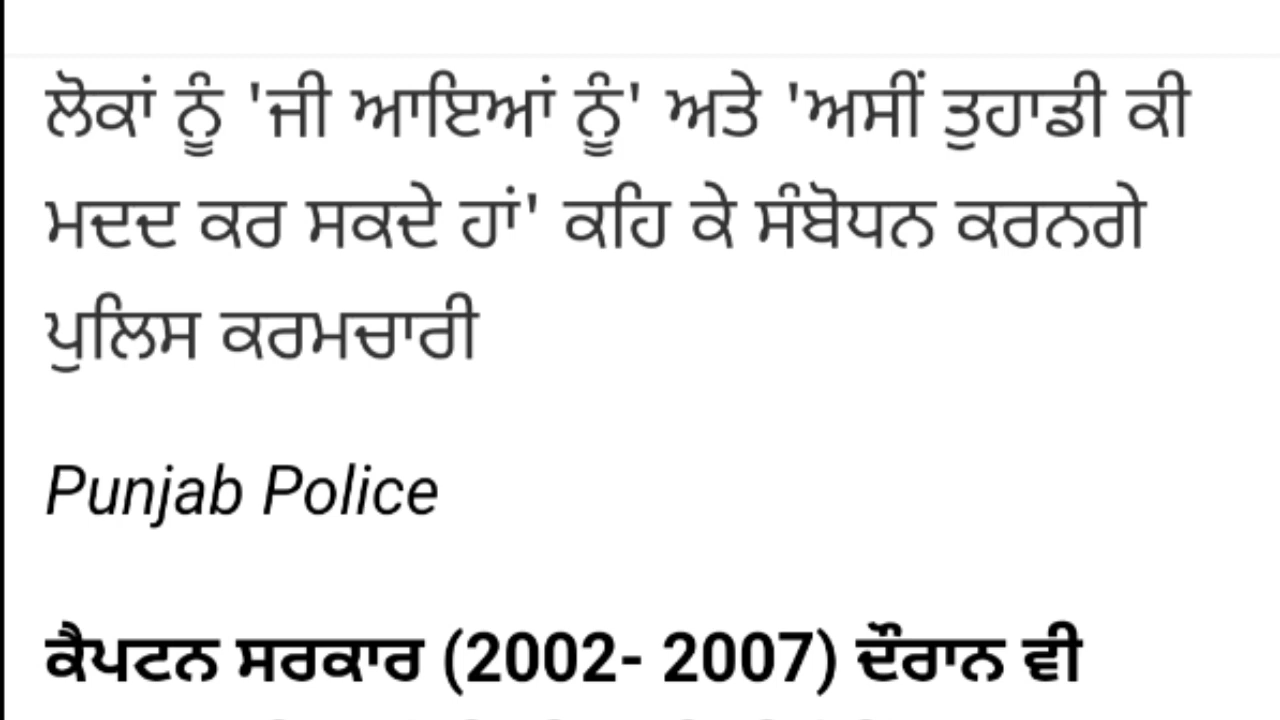 ਲੋਕਾਂ ਨੂੰ 'ਜੀ ਆਇਆਂ ਨੂੰ' ਅਤੇ 'ਅਸੀਂ ਤੁਹਾਡੀ ਕੀ
ਮਦਦ ਕਰ ਸਕਦੇ ਹਾਂ' ਕਹਿ ਕੇ ਸੰਬੋਧਨ ਕਰਨਗੇ
ਪੁਲਿਸ ਕਰਮਚਾਰੀ
Punjab Police
ਕੈਪਟਨ ਸਰਕਾਰ (2002- 2007) ਦੌਰਾਨ ਵੀ